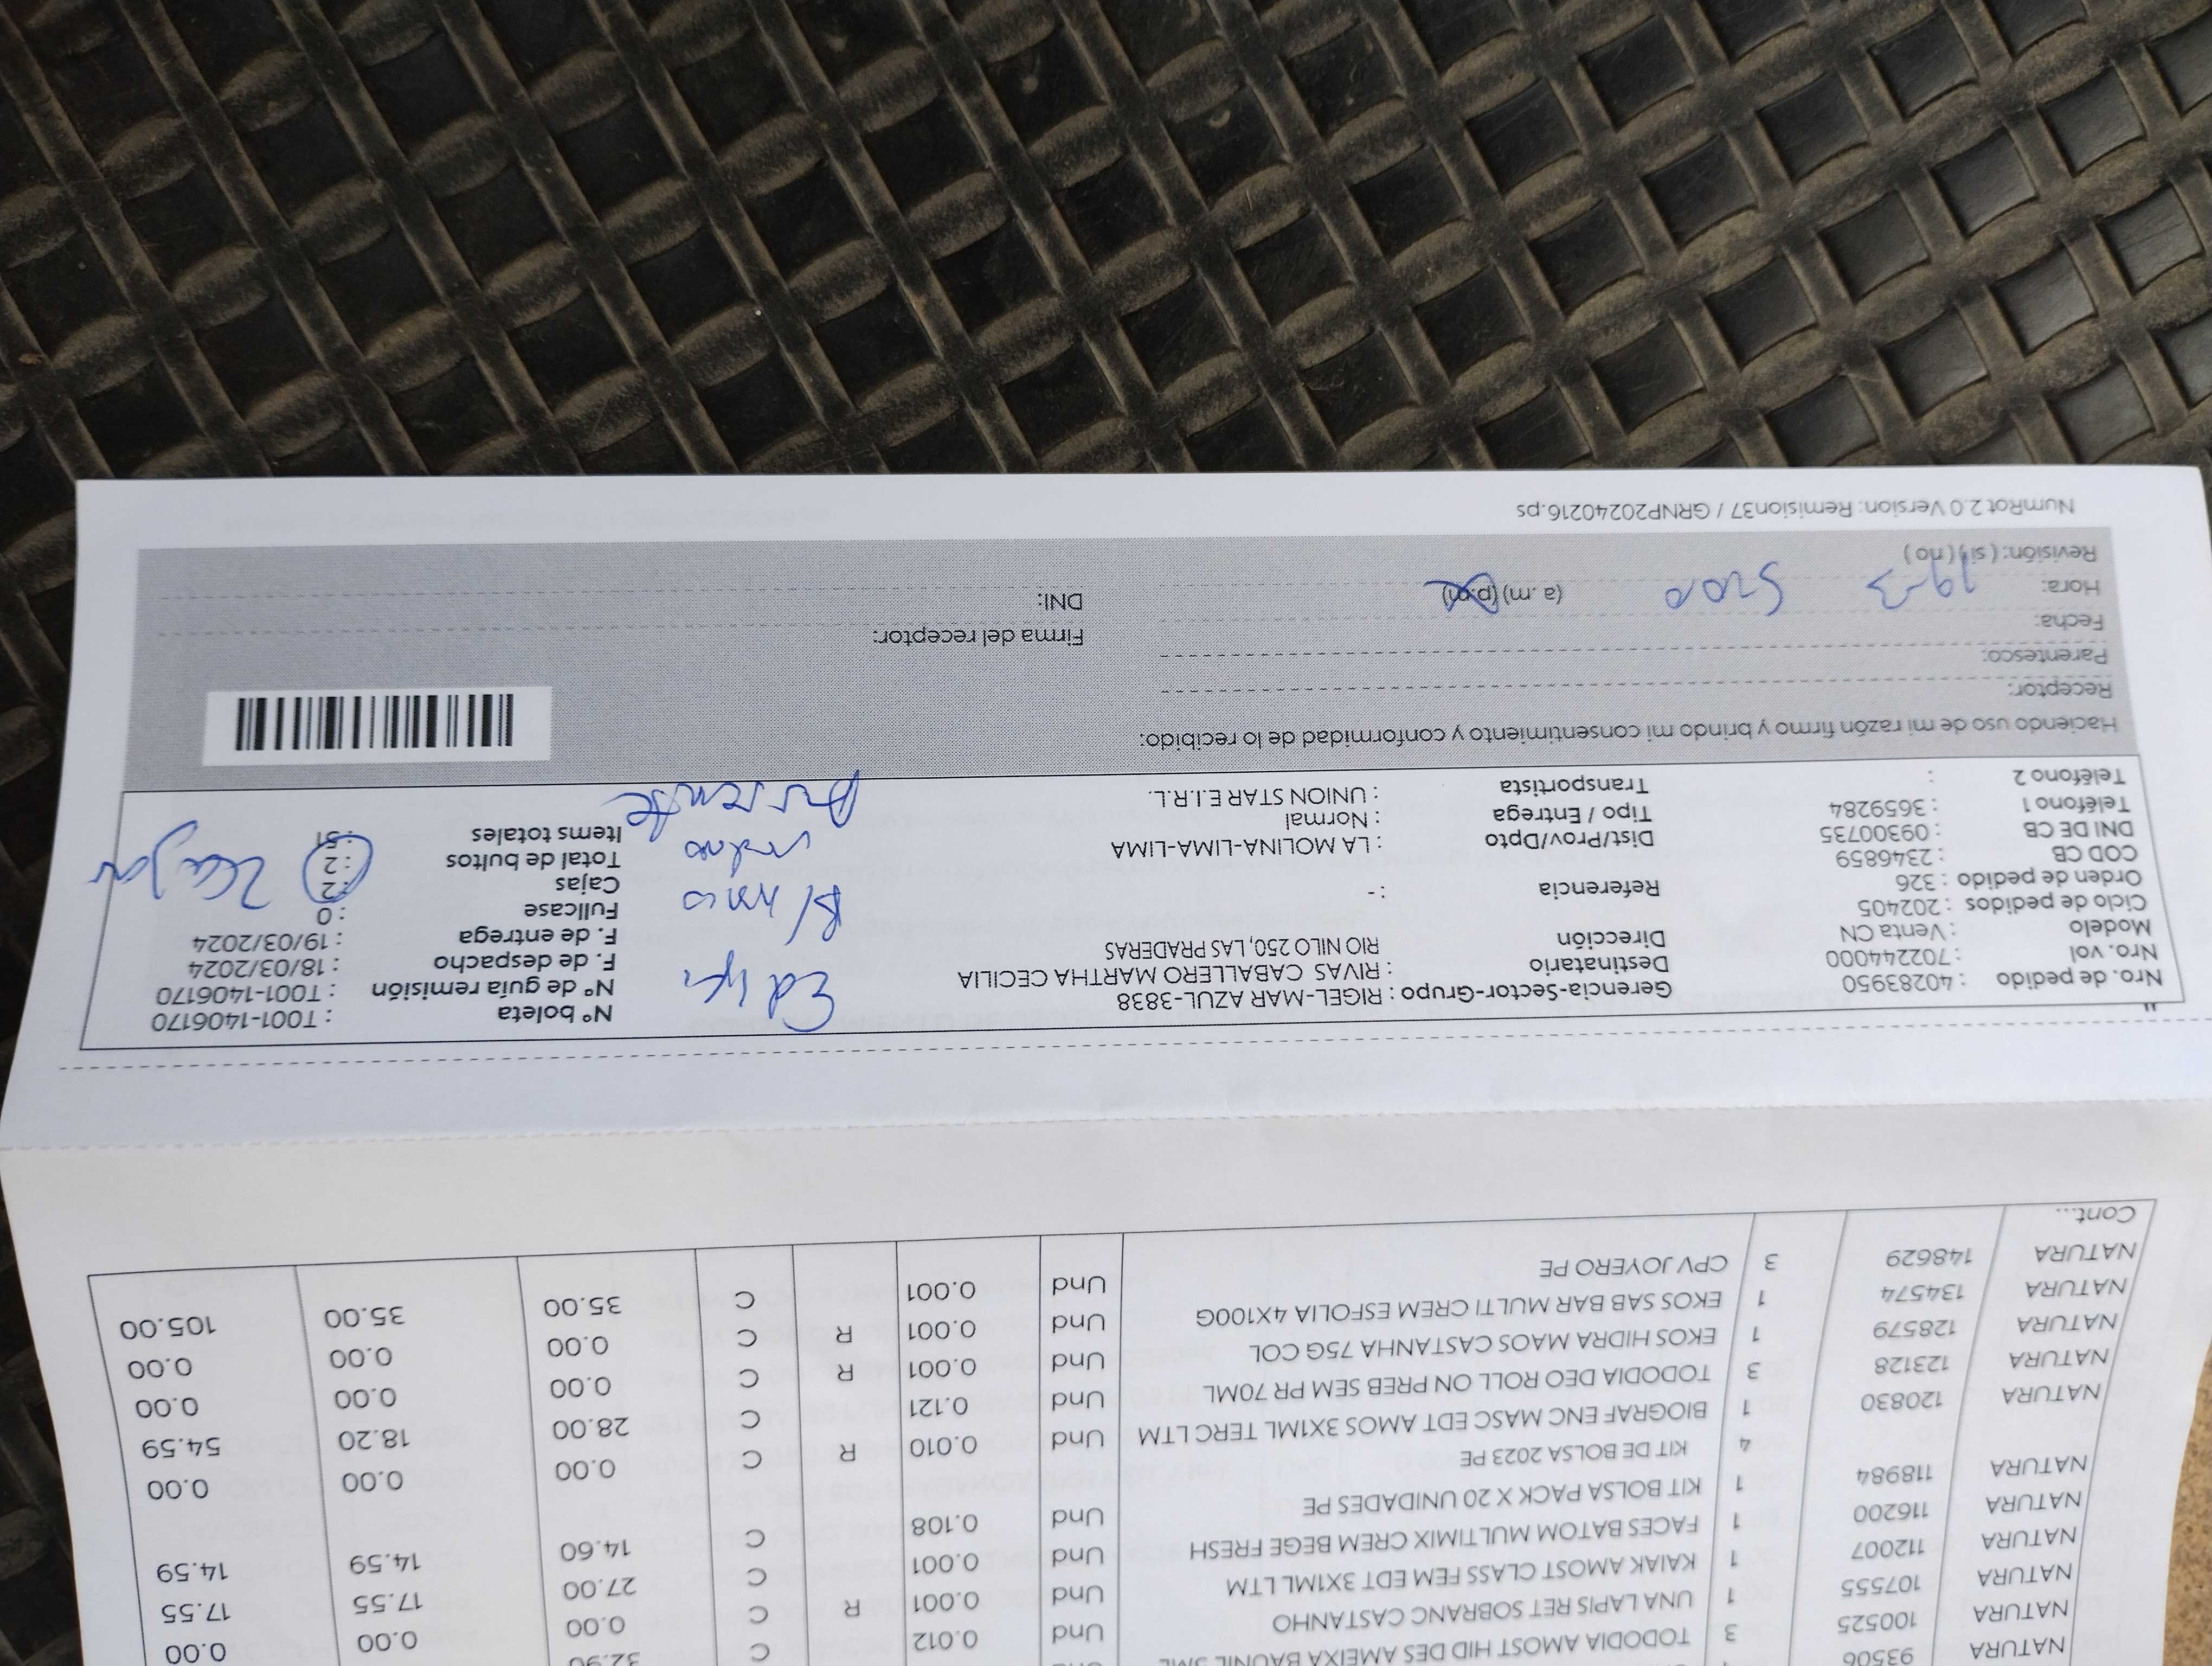 NATURA 93506 1
NATURA 100525 3 TODODIA AMOST HID DES AMEIXA BAUNIL 5ML
NATURA 107555 1 UNA LAPIS RET SOBRANC CASTANHO Und 0.012 C 32.90
NATURA 112007 1 KAIAK AMOST CLASS FEM EDT 3X1ML LTM Und 0.001 R C 0.00 0.00 0.00
NATURA 116200 1 FACES BATOM MULTIMIX CREM BEGE FRESH Und 0.001 C 27.00 17.55 17.55
NATURA 118984 1 KIT BOLSA PACK X 20 UNIDADES PE Und 0.108 C 14.60 14.59 14.59
4 KIT DE BOLSA 2023 PE
NATURA 120830 1 BIOGRAF ENC MASC EDT AMOS 3X1ML TERC LTM Und 0.010 R C 0.00 0.00 0.00
NATURA 123128 3 TODODIA DEO ROLL ON PREB SEM PR 70ML Und 0.121 C 28.00 18.20 54.59
NATURA 128579 1 EKOS HIDRA MAOS CASTANHA 75G COL Und 0.001 R C 0.00 0.00 0.00
NATURA 134574 1 EKOS SAB BAR MULTI CREM ESFOLIA 4X100G Und 0.001 R C 0.00 0.00 0.00
NATURA 148629 3 CPV JOYERO PE Und 0.001 C 35.00 35.00 105.00
Cont...
Nro. de pedido : 40283950 Gerencia-Sector-Grupo : RIGEL-MAR AZUL-3838 N° boleta : T001-1406170
Nro. vol : 702244000 Destinatario : RIVAS CABALLERO MARTHA CECILIA N° de guía remisión : T001-1406170
Modelo : Venta CN Dirección RIO NILO 250, LAS PRADERAS F. de despacho : 18/03/2024
Ciclo de pedidos : 202405 F. de entrega : 19/03/2024
Orden de pedido : 326 Referencia : - Fullcase : 0
COD CB : 2346859 Cajas : 2
DNI DE CB : 09300735 Dist/Prov/Dpto : LA MOLINA-LIMA-LIMA Total de bultos : 2
Teléfono 1 : 3659284 Tipo / Entrega : Normal Items totales : 51
Teléfono 2 : Transportista : UNION STAR E.I.R.L.
Blanco
2 Cajas
Haciendo uso de mi razón firmo y brindo mi consentimiento y conformidad de lo recibido:
Receptor:
Parentesco:
Fecha: Firma del receptor:
Hora: 19-3 (a.m) (p.m) DNI:
Revisión: ( si ) ( no )
NumRot 2.0 Version: Remision37 / GRNP20240216.ps